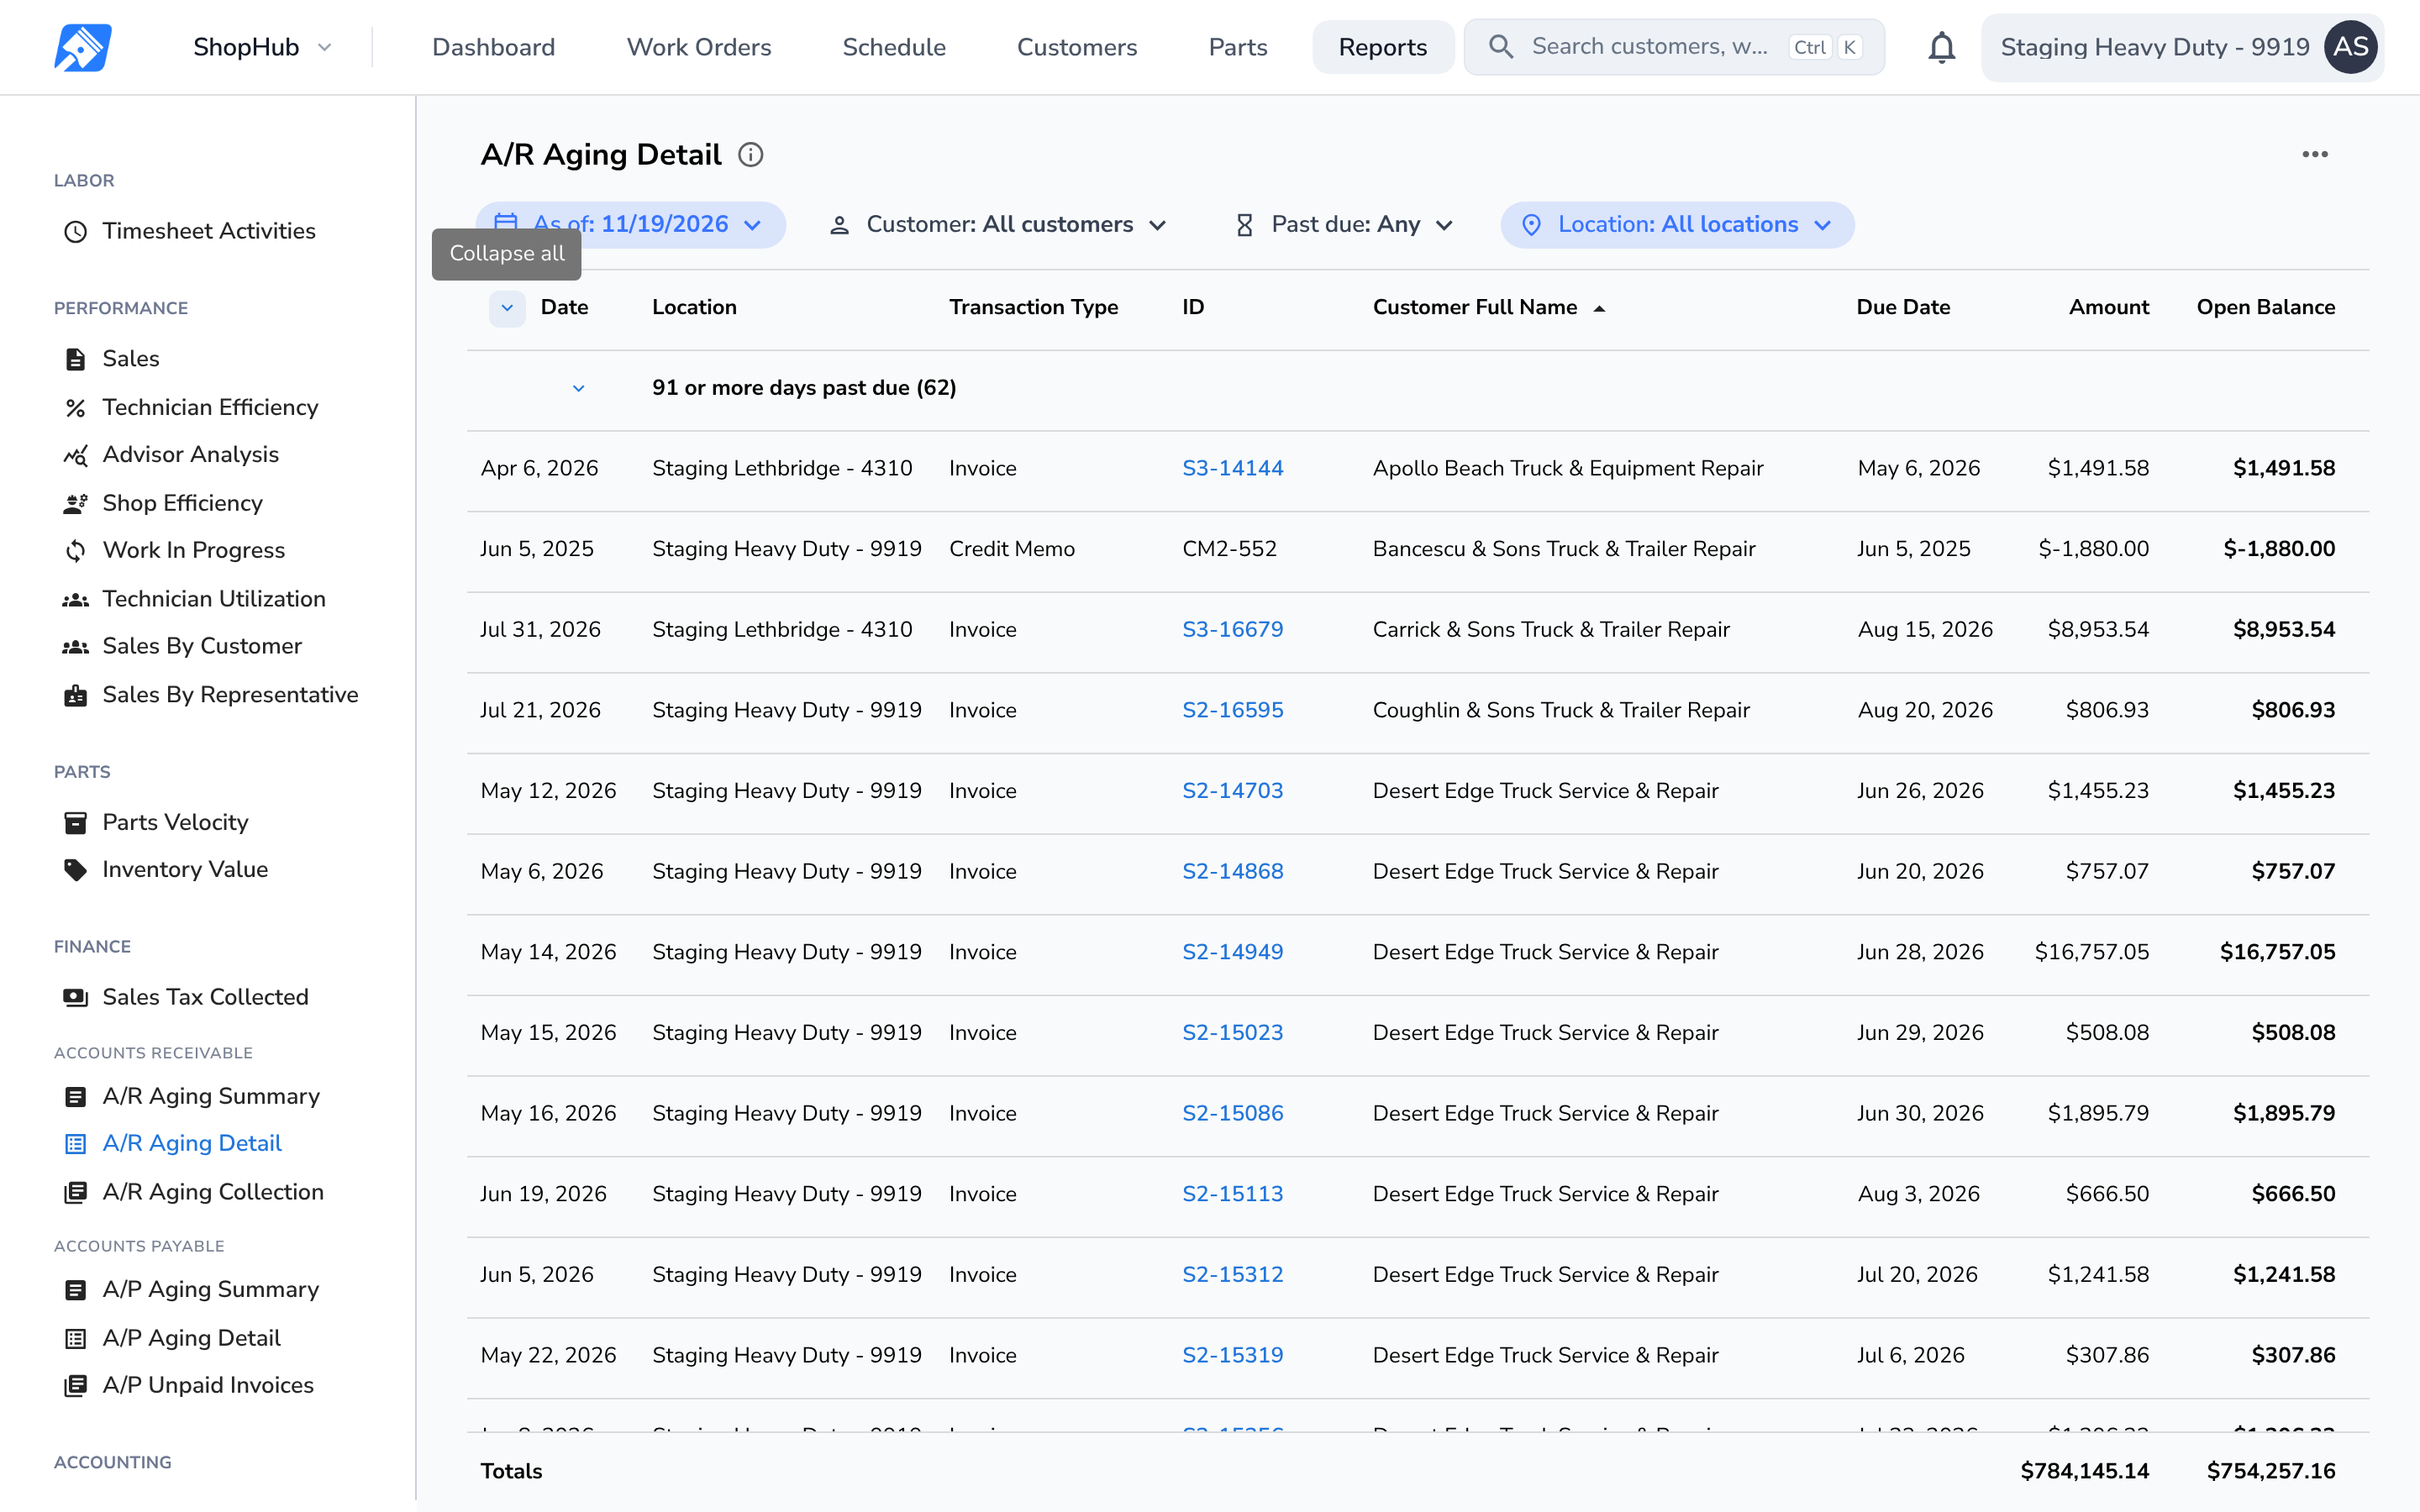 ShopHub Dashboard Work Orders Schedule Customers Parts Reports Search customers, w... Ctrl K Staging Heavy Duty - 9919 AS
LABOR
Timesheet Activities
PERFORMANCE
Sales
Technician Efficiency
Advisor Analysis
Shop Efficiency
Work In Progress
Technician Utilization
Sales By Customer
Sales By Representative
PARTS
Parts Velocity
Inventory Value
FINANCE
Sales Tax Collected
ACCOUNTS RECEIVABLE
A/R Aging Summary
A/R Aging Detail
A/R Aging Collection
ACCOUNTS PAYABLE
A/P Aging Summary
A/P Aging Detail
A/P Unpaid Invoices
ACCOUNTING
A/R Aging Detail
As of: 11/19/2026 Customer: All customers Past due: Any Location: All locations
Collapse all
Date Location Transaction Type ID Customer Full Name Due Date Amount Open Balance
91 or more days past due (62)
Apr 6, 2026 Staging Lethbridge - 4310 Invoice S3-14144 Apollo Beach Truck & Equipment Repair May 6, 2026 $1,491.58 $1,491.58
Jun 5, 2025 Staging Heavy Duty - 9919 Credit Memo CM2-552 Bancescu & Sons Truck & Trailer Repair Jun 5, 2025 $-1,880.00 $-1,880.00
Jul 31, 2026 Staging Lethbridge - 4310 Invoice S3-16679 Carrick & Sons Truck & Trailer Repair Aug 15, 2026 $8,953.54 $8,953.54
Jul 21, 2026 Staging Heavy Duty - 9919 Invoice S2-16595 Coughlin & Sons Truck & Trailer Repair Aug 20, 2026 $806.93 $806.93
May 12, 2026 Staging Heavy Duty - 9919 Invoice S2-14703 Desert Edge Truck Service & Repair Jun 26, 2026 $1,455.23 $1,455.23
May 6, 2026 Staging Heavy Duty - 9919 Invoice S2-14868 Desert Edge Truck Service & Repair Jun 20, 2026 $757.07 $757.07
May 14, 2026 Staging Heavy Duty - 9919 Invoice S2-14949 Desert Edge Truck Service & Repair Jun 28, 2026 $16,757.05 $16,757.05
May 15, 2026 Staging Heavy Duty - 9919 Invoice S2-15023 Desert Edge Truck Service & Repair Jun 29, 2026 $508.08 $508.08
May 16, 2026 Staging Heavy Duty - 9919 Invoice S2-15086 Desert Edge Truck Service & Repair Jun 30, 2026 $1,895.79 $1,895.79
Jun 19, 2026 Staging Heavy Duty - 9919 Invoice S2-15113 Desert Edge Truck Service & Repair Aug 3, 2026 $666.50 $666.50
Jun 5, 2026 Staging Heavy Duty - 9919 Invoice S2-15312 Desert Edge Truck Service & Repair Jul 20, 2026 $1,241.58 $1,241.58
May 22, 2026 Staging Heavy Duty - 9919 Invoice S2-15319 Desert Edge Truck Service & Repair Jul 6, 2026 $307.86 $307.86
Totals $784,145.14 $754,257.16